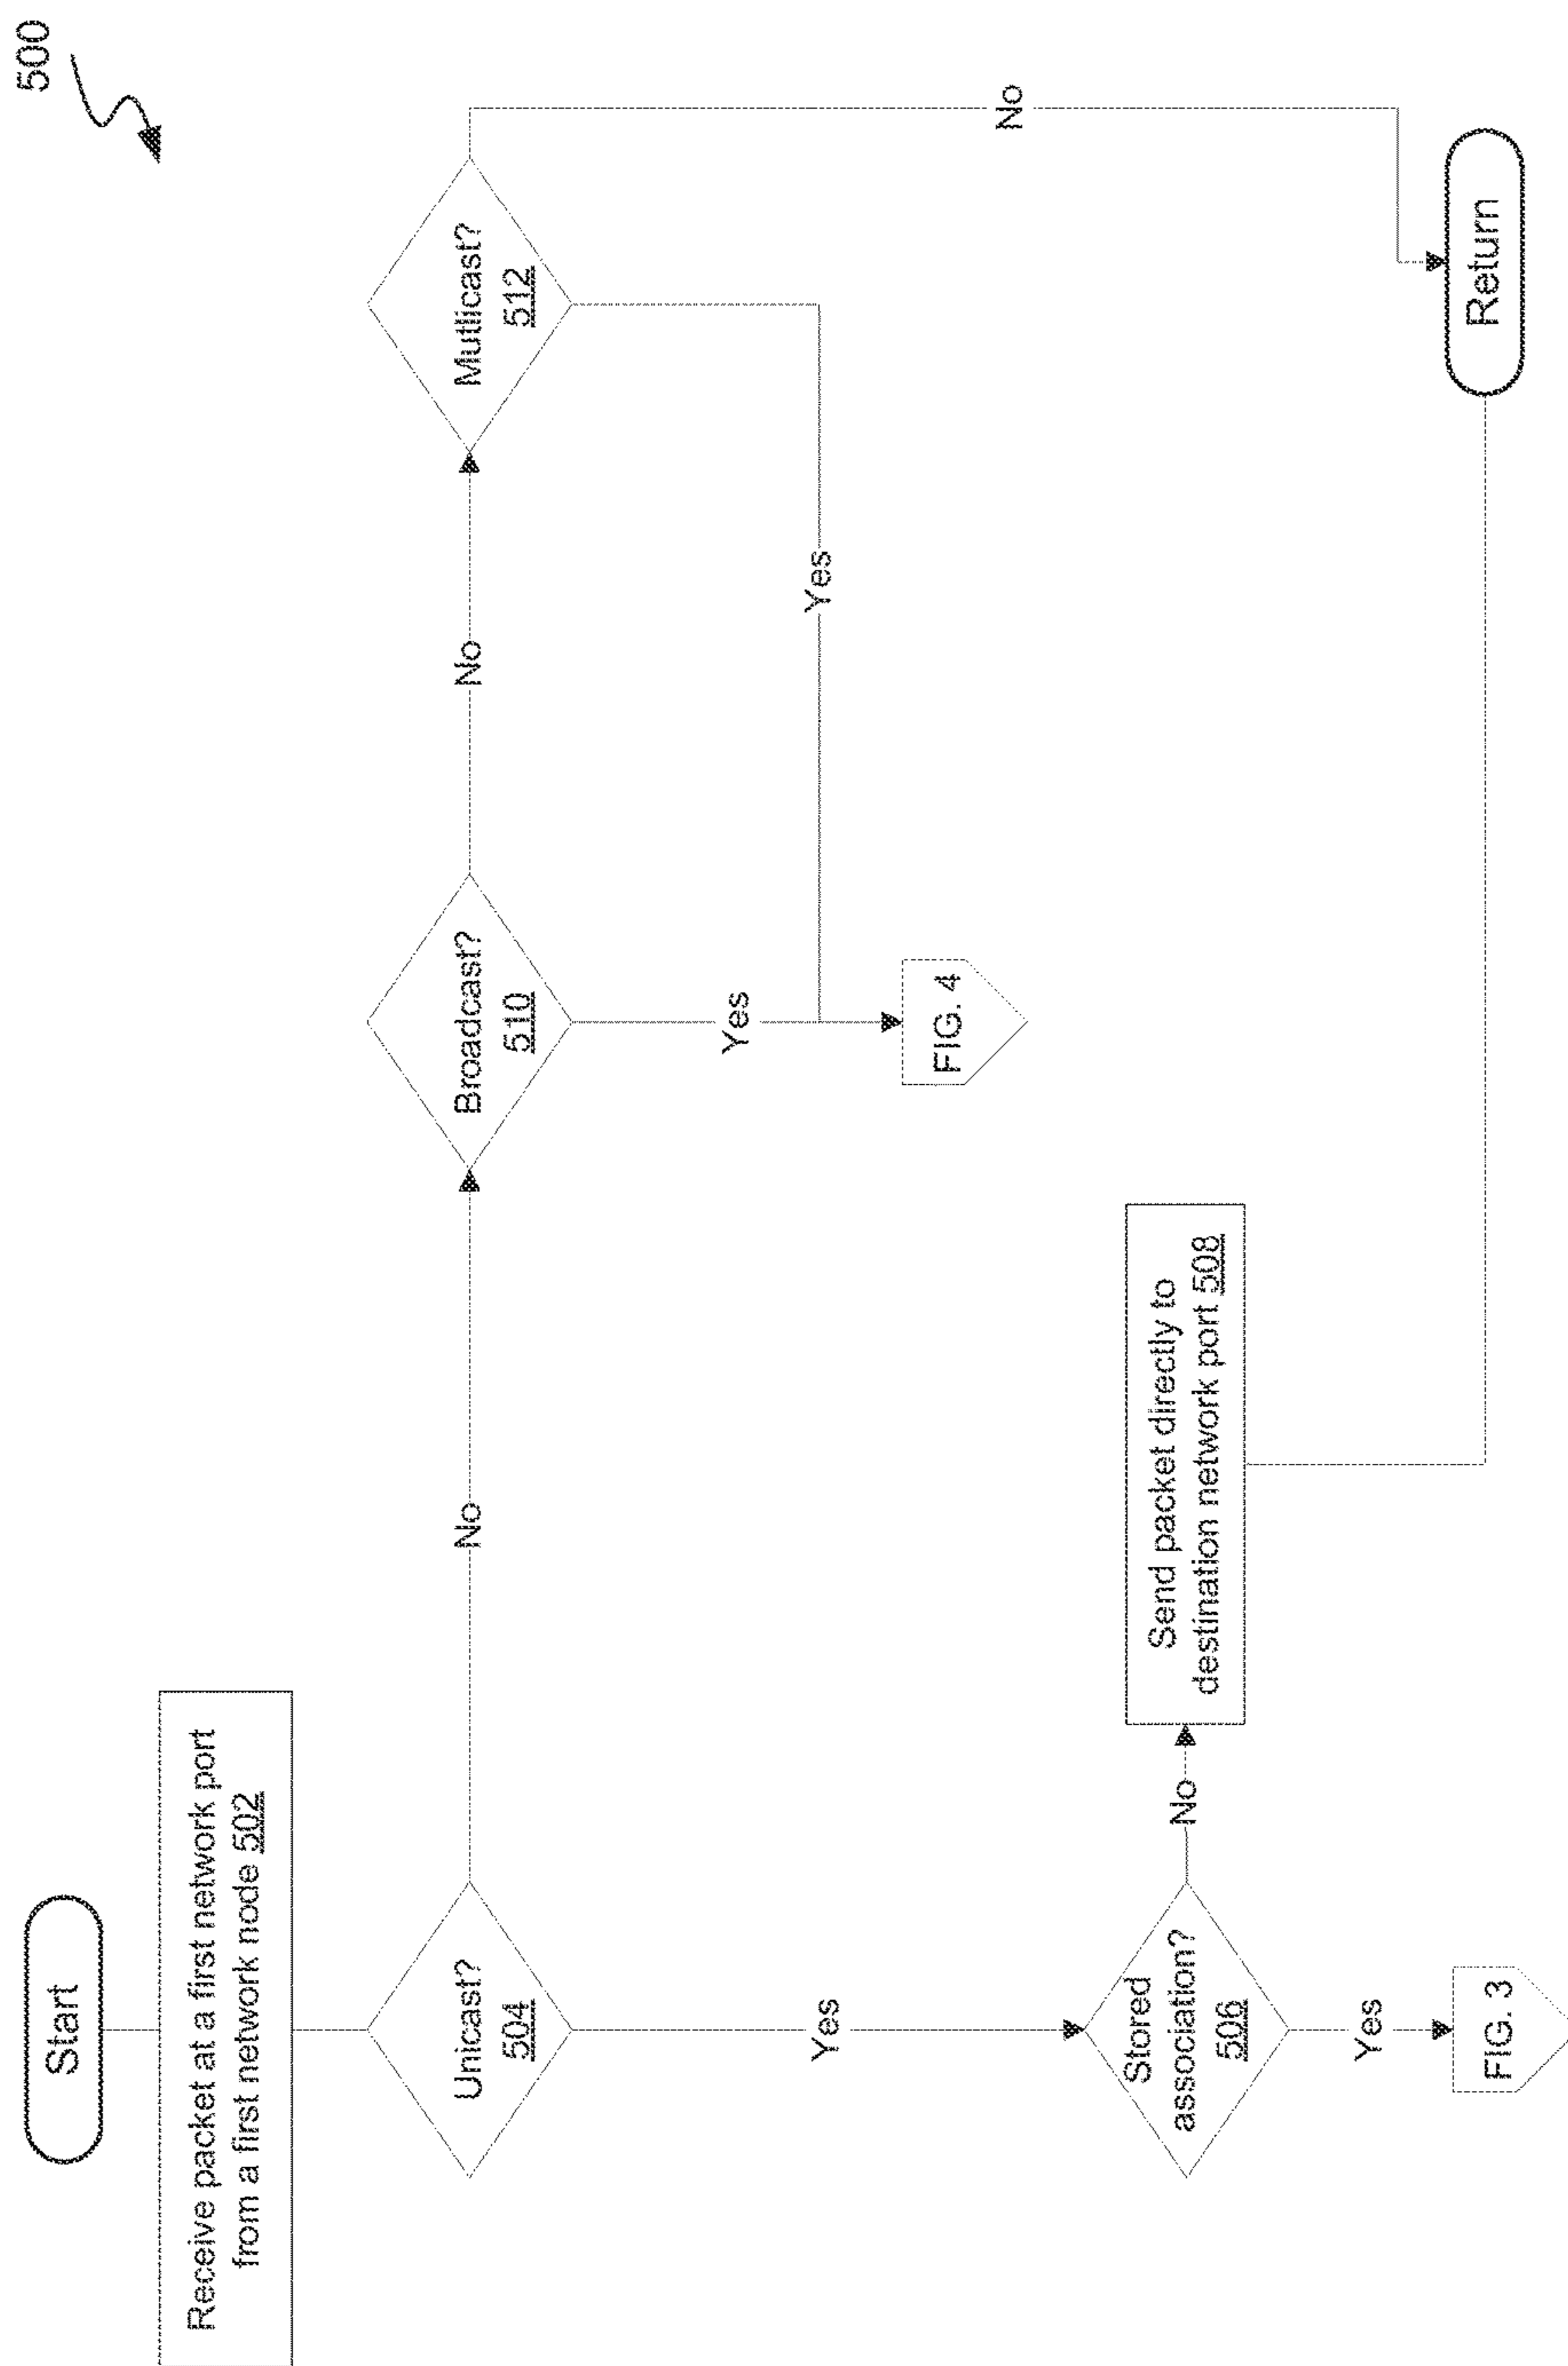 500
Start
Receive packet at a first network port
from a first network node 502
Unicast?
504
No
Broadcast?
510
No
Mutlicast?
512
No
Yes
Yes
Yes
FIG. 4
Stored
association?
506
No
Send packet directly to
destination network port 508
Yes
FIG. 3
Return